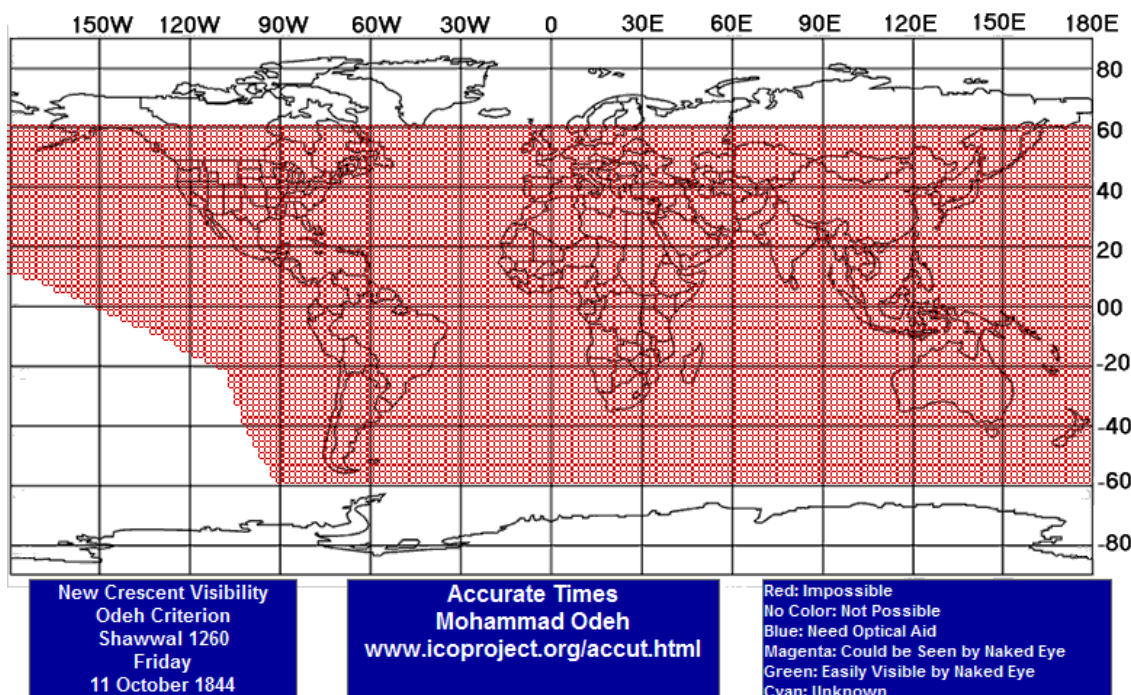 150W 120W 90W 60W 30W 0 30E 60E 90E 120E 150E 180E
80
60
40
20
00
-20
-40
-60
-80
New Crescent Visibility
Odeh Criterion
Shawwal 1260
Friday
11 October 1844
Accurate Times
Mohammad Odeh
www.icoproject.org/accut.html
Red: Impossible
No Color: Not Possible
Blue: Need Optical Aid
Magenta: Could be Seen by Naked Eye
Green: Easily Visible by Naked Eye
Cyan: Unknown